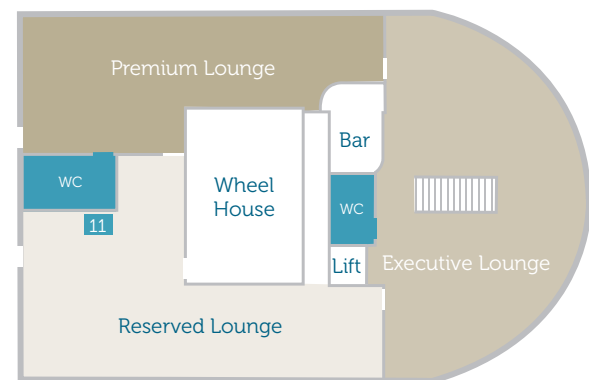 Premium Lounge
Bar
WC
Wheel
House
WC
11
Lift
Executive Lounge
Reserved Lounge